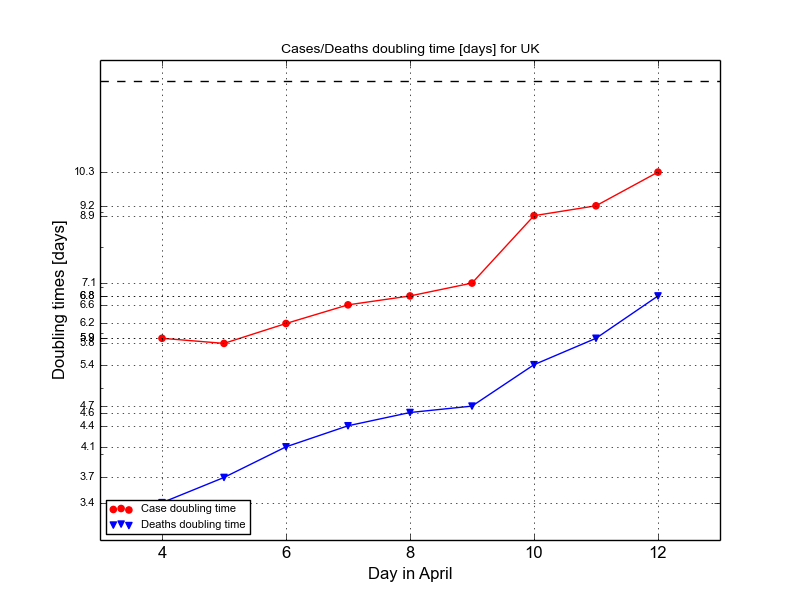 Cases/Deaths doubling time [days] for UK
Doubling times [days]
10.3
9.2
8.9
7.1
6.8
6.6
6.2
5.9
5.8
5.4
4.7
4.6
4.4
4.1
3.7
3.4
Case doubling time
Deaths doubling time
4 6 8 10 12
Day in April